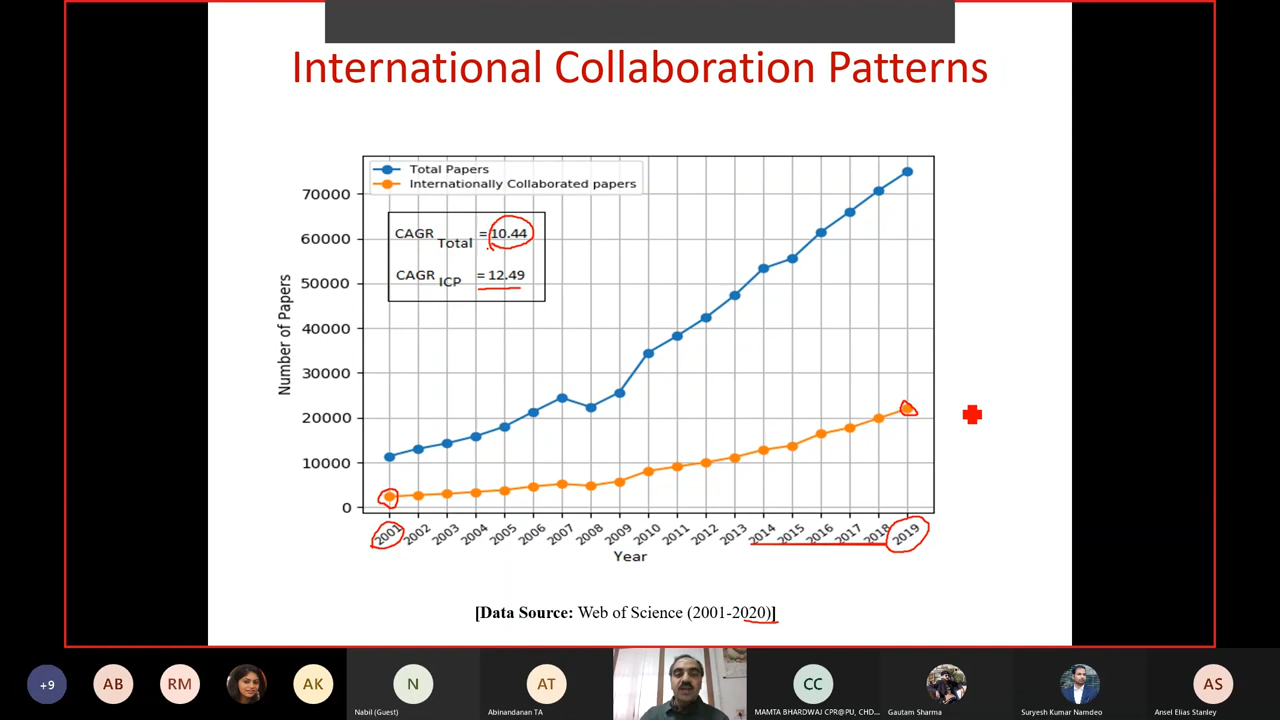 International Collaboration Patterns
Total Papers
Internationally Collaborated papers
CAGR Total = 10.44
CAGR ICP = 12.49
Number of Papers
70000
60000
50000
40000
30000
20000
10000
0
2001 2002 2003 2004 2005 2006 2007 2008 2009 2010 2011 2012 2013 2014 2015 2016 2017 2018 2019
Year
[Data Source: Web of Science (2001-2020)]
+9 AB RM AK N AT CC AS
Nabil (Guest) Abinandanan TA MAMTA BHARDWAJ CPR@PU, CHD... Gautam Sharma Suryesh Kumar Namdeo Ansel Elias Stanley